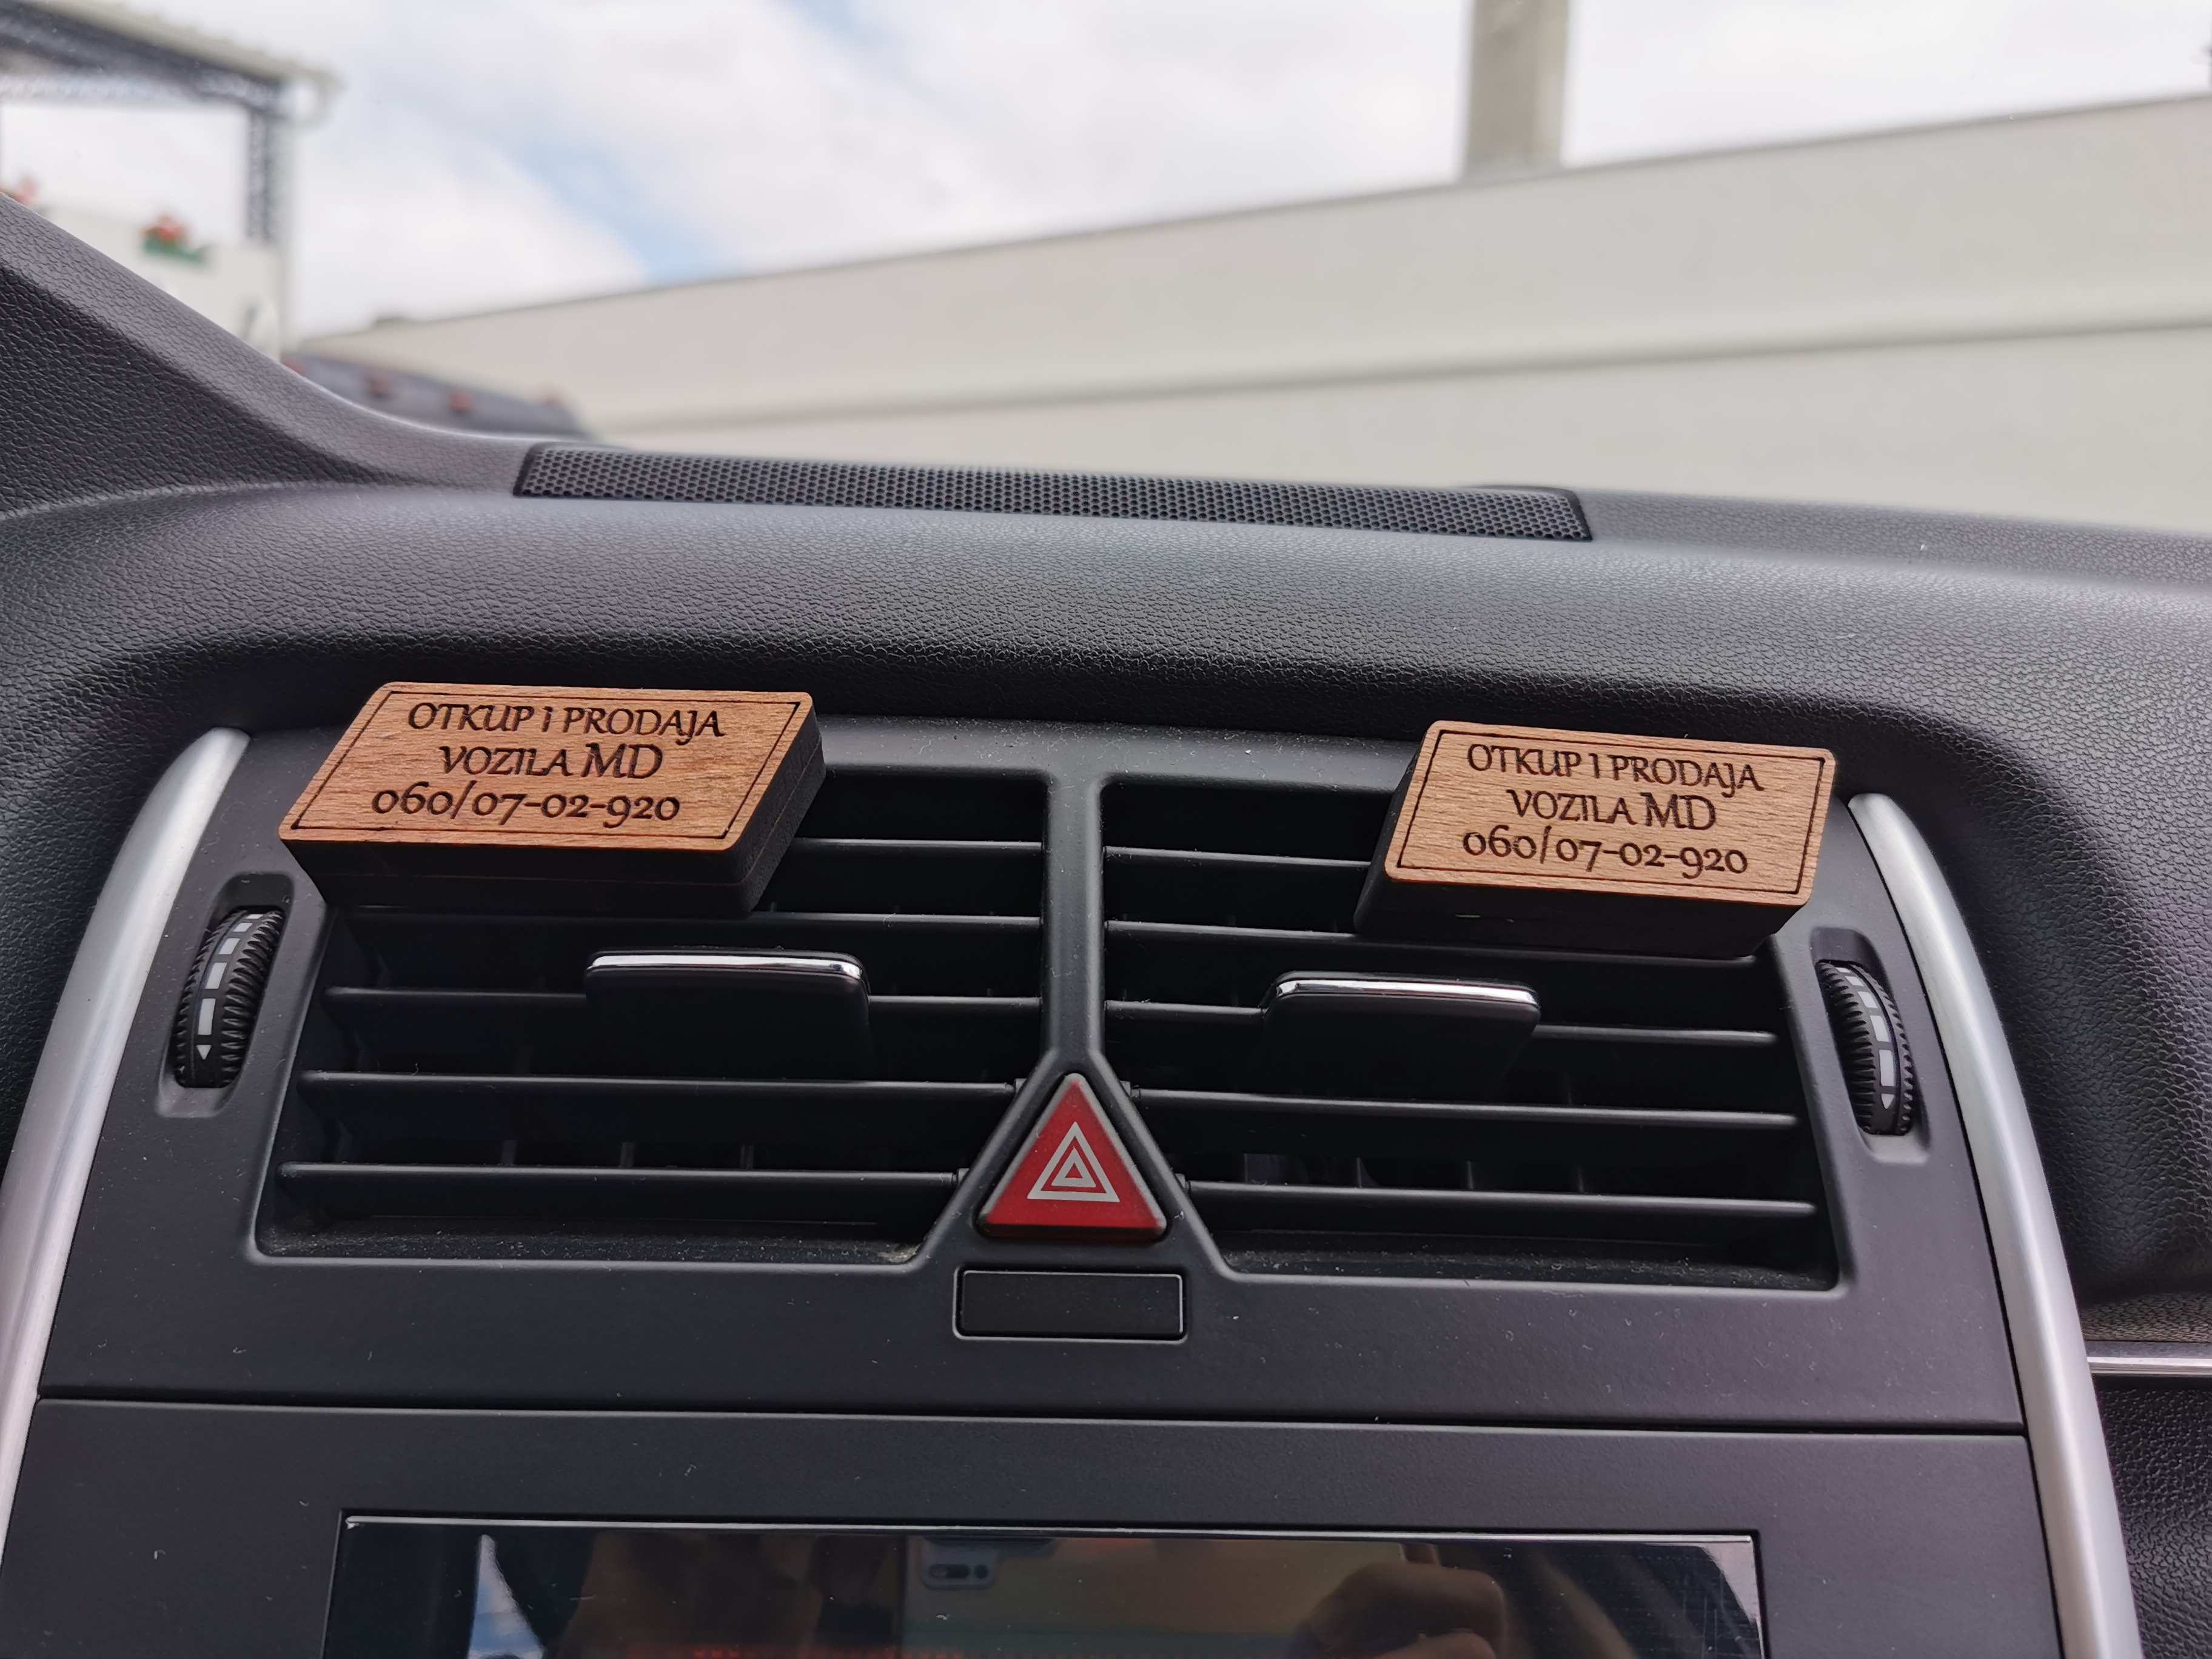 OTKUP i PRODAJA
VOZILA MD
060/07-02-920
OTKUP I PRODAJA
VOZILA MD
060/07-02-920